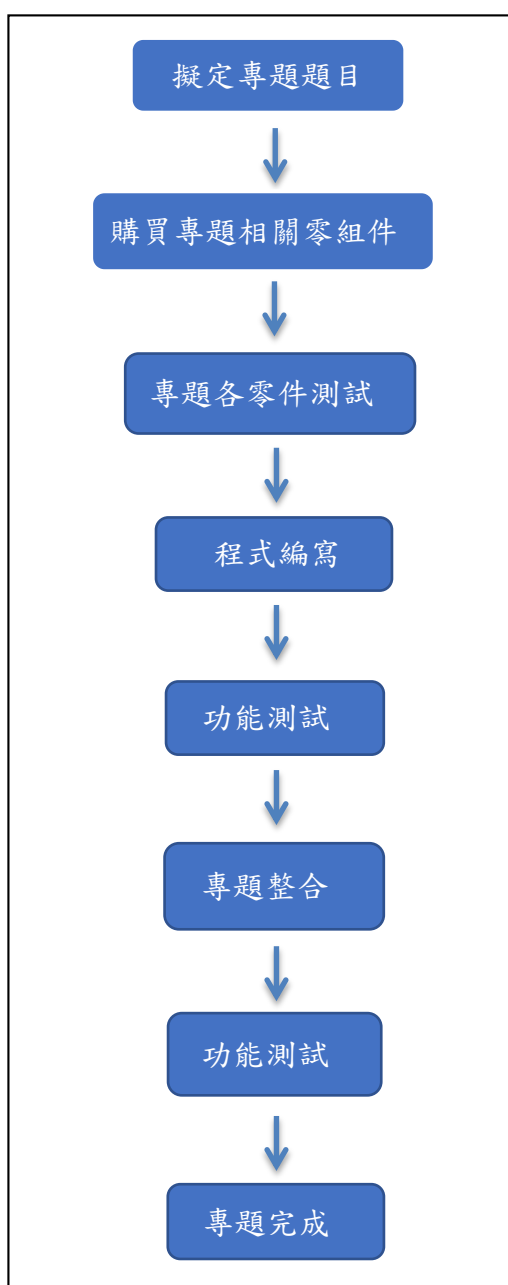 擬定專題題目
購買專題相關零組件
專題各零件測試
程式編寫
功能測試
專題整合
功能測試
專題完成